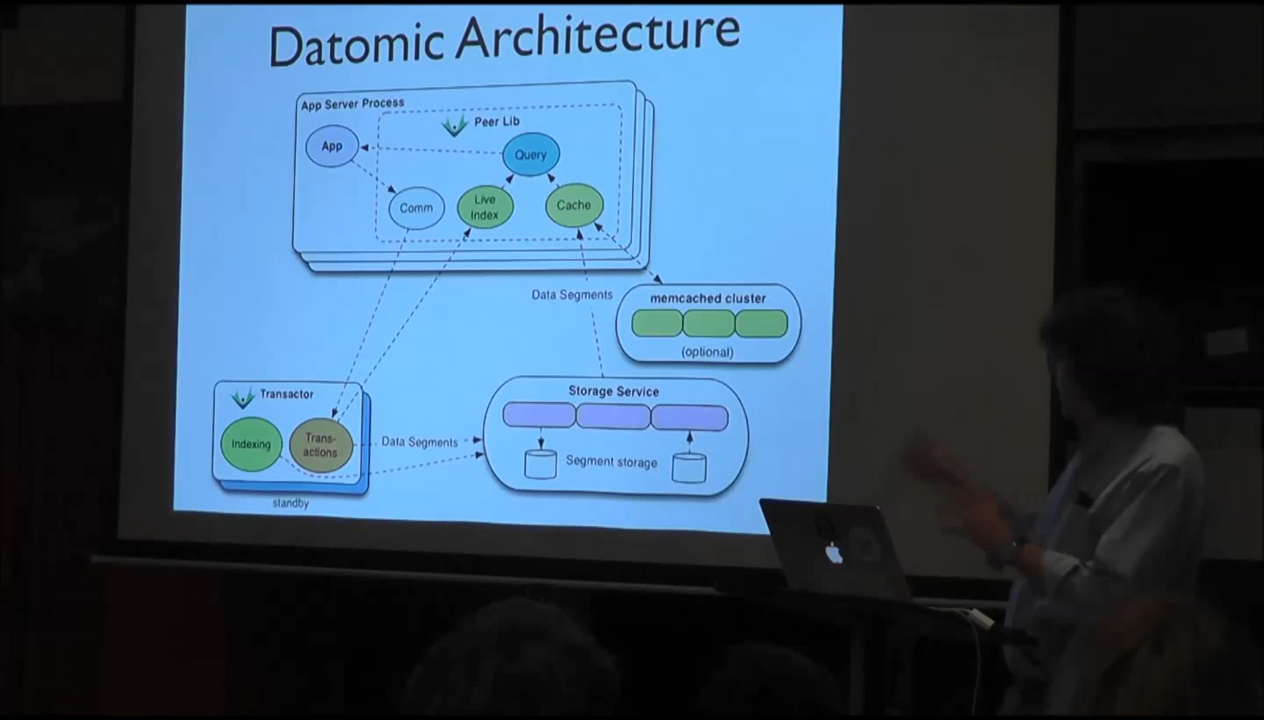 Datomic Architecture
App Server Process
Peer Lib
App
Query
Comm
Live
Index
Cache
Data Segments
memcached cluster
(optional)
Transactor
Indexing
Trans-
actions
Data Segments
standby
Storage Service
Segment storage